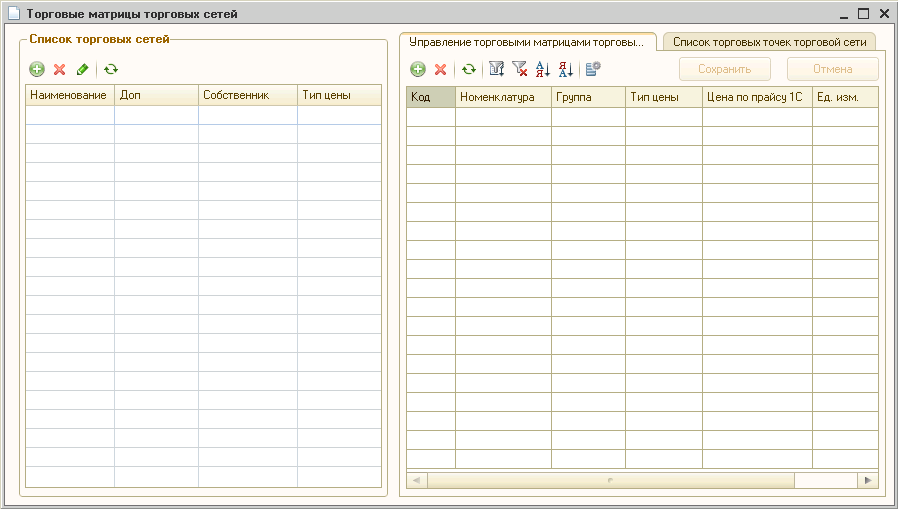 Торговые матрицы торговых сетей
Список торговых сетей
Наименование Доп Собственник Тип цены
Управление торговыми матрицами торговы... Список торговых точек торговой сети
Сохранить Отмена
Код Номенклатура Группа Тип цены Цена по прайсу 1С Ед. изм.